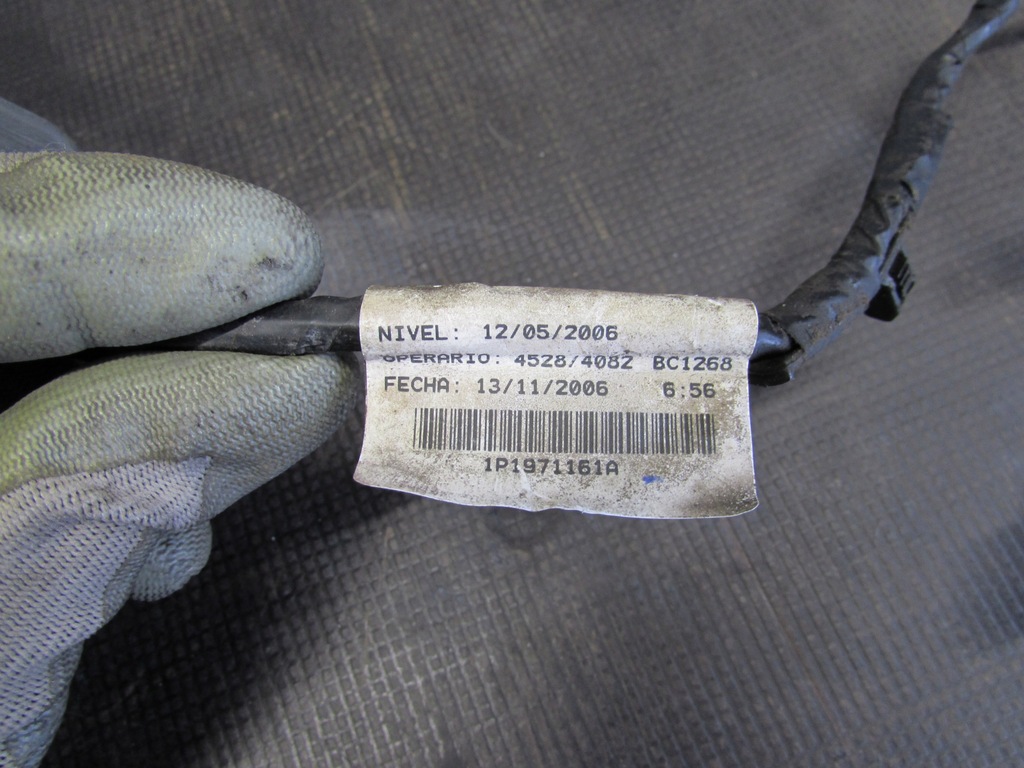 NIVEL: 12/05/2006
OPERARIO: 4528/4082 BC1268
FECHA: 13/11/2006 6:56
1P1971161A